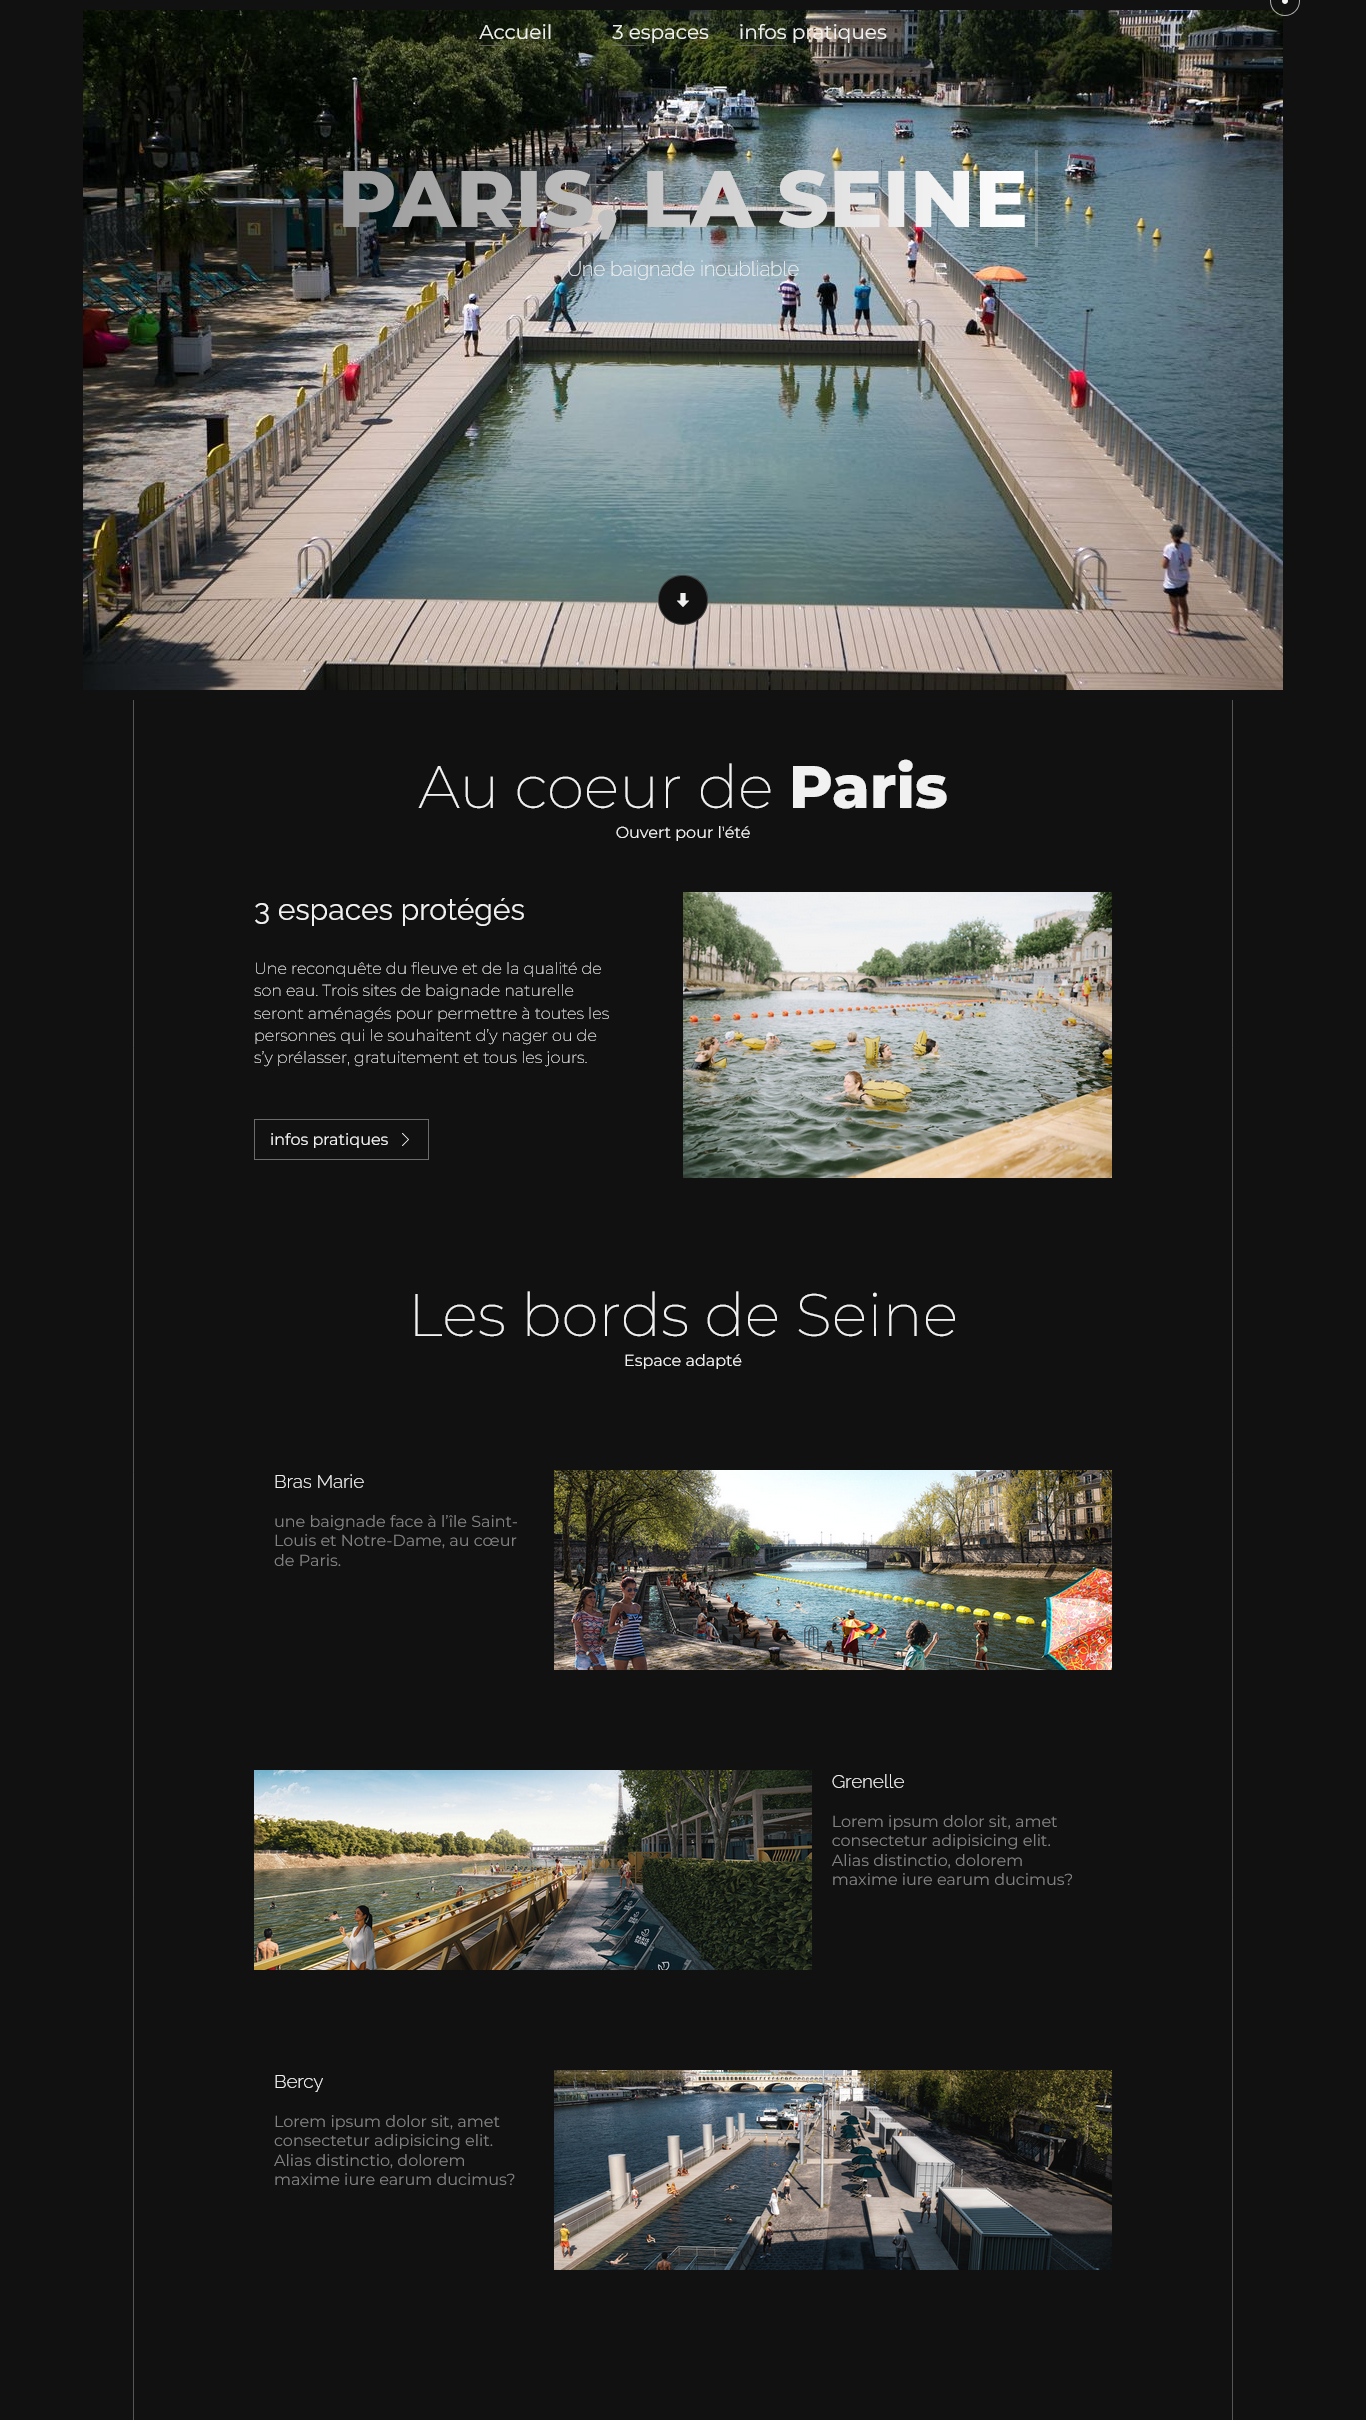 Accueil
3 espaces
infos pratiques
PARIS, LA SEINE
Une baignade inoubliable
Au coeur de Paris
Ouvert pour l'été
3 espaces protégés
Une reconquête du fleuve et de la qualité de
son eau. Trois sites de baignade naturelle
seront aménagés pour permettre à toutes les
personnes qui le souhaitent d’y nager ou de
s’y prélasser, gratuitement et tous les jours.
infos pratiques
Les bords de Seine
Espace adapté
Bras Marie
une baignade face à l’île Saint-
Louis et Notre-Dame, au cœur
de Paris.
Grenelle
Lorem ipsum dolor sit, amet
consectetur adipisicing elit.
Alias distinctio, dolorem
maxime iure earum ducimus?
PARIS
SEINE
Bercy
Lorem ipsum dolor sit, amet
consectetur adipisicing elit.
Alias distinctio, dolorem
maxime iure earum ducimus?